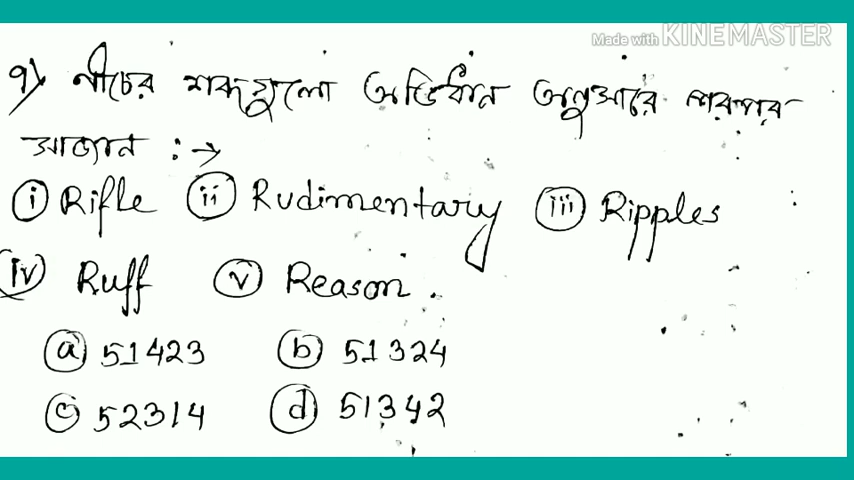 Made with KINEMASTER
৭) নীচের শব্দগুলো অভিধান অনুসারে পরপর
সাজান :→
(i) Rifle (ii) Rudimentary (iii) Ripples
(iv) Ruff (v) Reason.
(a) 51423 (b) 51324
(c) 52314 (d) 51342